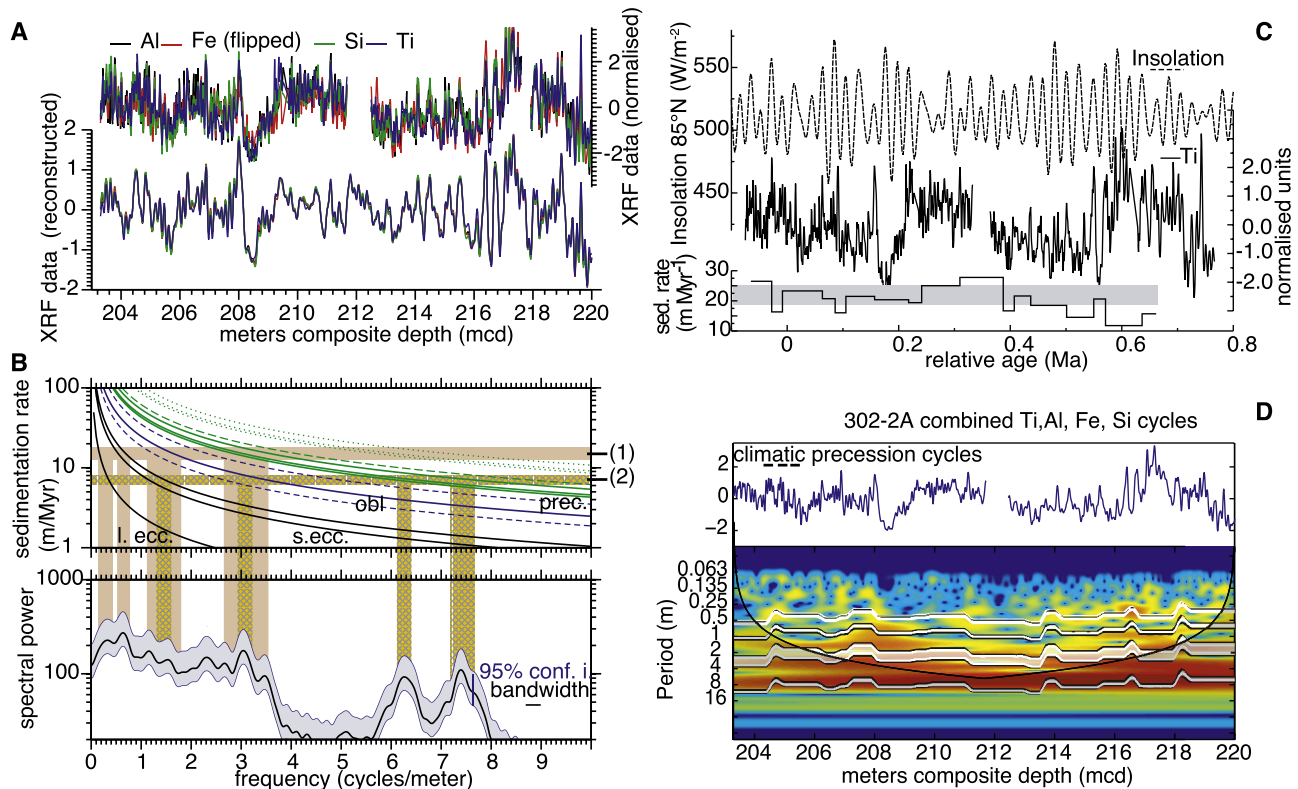 A
Al Fe (flipped) Si Ti
2
0
-2
XRF data (normalised)
XRF data (reconstructed)
2
1
0
-1
-2
204 206 208 210 212 214 216 218 220
meters composite depth (mcd)
B
sedimentation rate
(m/Myr)
100
10
1
(1)
(2)
l. ecc.
s.ecc.
obl
prec.
spectral power
1000
100
95% conf. i.
bandwidth
0 1 2 3 4 5 6 7 8 9
frequency (cycles/meter)
C
Insolation 85°N (W/m-2)
550
500
450
Insolation
Ti
2.0
1.0
0.0
-1.0
-2.0
normalised units
sed. rate
(m Myr-1)
30
20
10
0 0.2 0.4 0.6 0.8
relative age (Ma)
D
302-2A combined Ti,Al, Fe, Si cycles
climatic precession cycles
2
0
-2
Period (m)
0.063
0.135
0.25
0.5
1
2
4
8
16
204 206 208 210 212 214 216 218 220
meters composite depth (mcd)